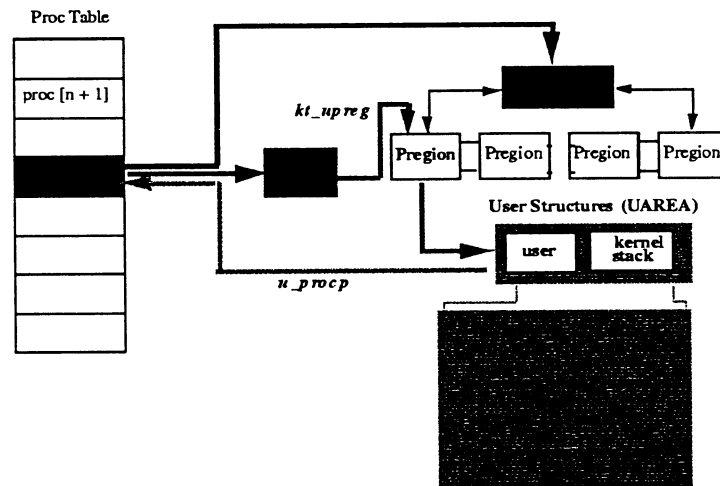 Proc Table
proc [n + 1]
kt_upreg
Pregion
Pregion
Pregion
Pregion
User Structures (UAREA)
user
kernel
stack
u_procp